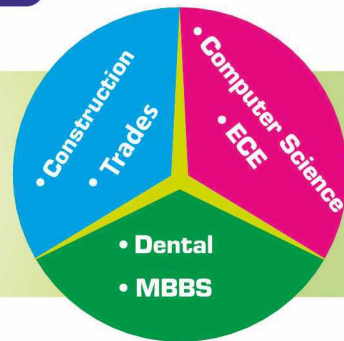 • Construction
• Trades
• Computer Science
• ECE
• Dental
• MBBS